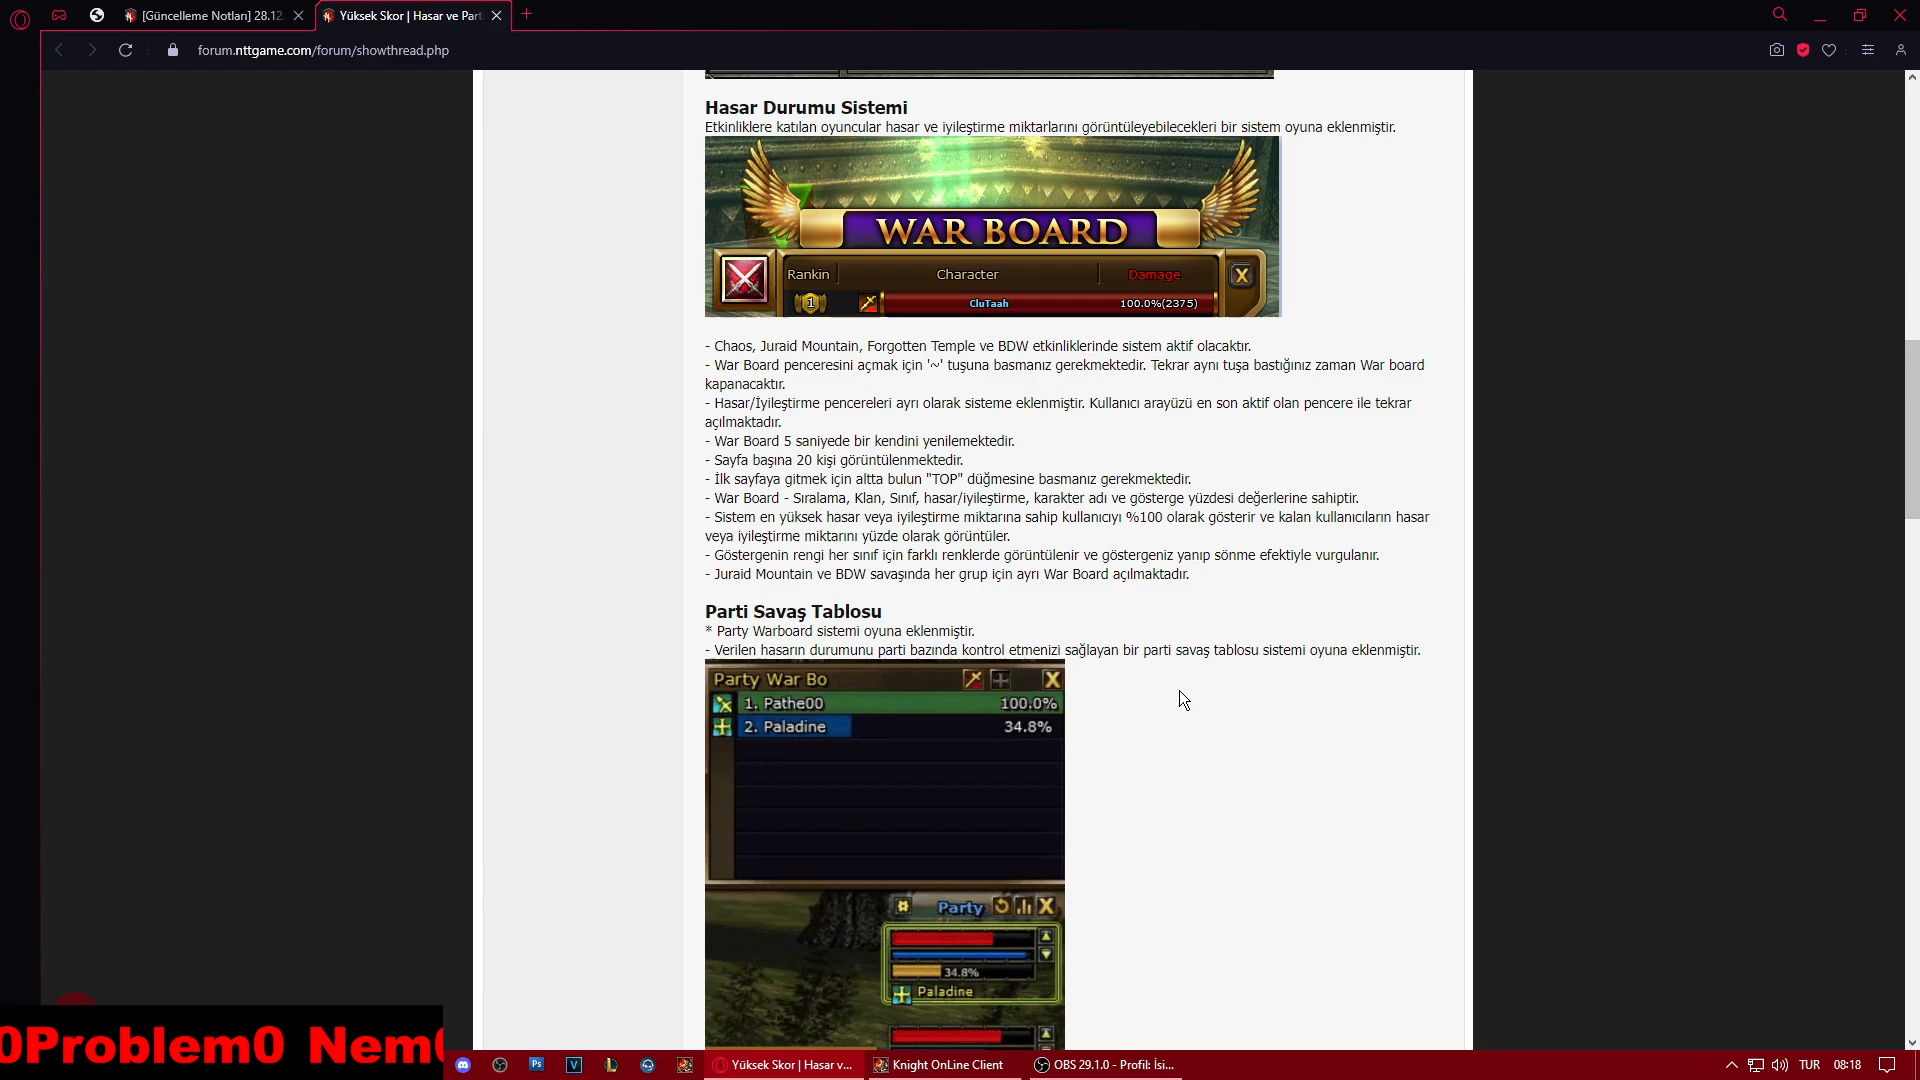 [Güncelleme Notları] 28.12
Yüksek Skor | Hasar ve Part
forum.nttgame.com/forum/showthread.php
Hasar Durumu Sistemi
Etkinliklere katılan oyuncular hasar ve iyileştirme miktarlarını görüntüleyebilecekleri bir sistem oyuna eklenmiştir.
WAR BOARD
Rankin Character Damage
1 CluTaah 100.0%(2375)
- Chaos, Juraid Mountain, Forgotten Temple ve BDW etkinliklerinde sistem aktif olacaktır.
- War Board penceresini açmak için '~' tuşuna basmanız gerekmektedir. Tekrar aynı tuşa bastığınız zaman War board
kapanacaktır.
- Hasar/İyileştirme pencereleri ayrı olarak sisteme eklenmiştir. Kullanıcı arayüzü en son aktif olan pencere ile tekrar
açılmaktadır.
- War Board 5 saniyede bir kendini yenilemektedir.
- Sayfa başına 20 kişi görüntülenmektedir.
- İlk sayfaya gitmek için altta bulun "TOP" düğmesine basmanız gerekmektedir.
- War Board - Sıralama, Klan, Sınıf, hasar/iyileştirme, karakter adı ve gösterge yüzdesi değerlerine sahiptir.
- Sistem en yüksek hasar veya iyileştirme miktarına sahip kullanıcıyı %100 olarak gösterir ve kalan kullanıcıların hasar
veya iyileştirme miktarını yüzde olarak görüntüler.
- Göstergenin rengi her sınıf için farklı renklerde görüntülenir ve göstergeniz yanıp sönme efektiyle vurgulanır.
- Juraid Mountain ve BDW savaşında her grup için ayrı War Board açılmaktadır.
Parti Savaş Tablosu
* Party Warboard sistemi oyuna eklenmiştir.
- Verilen hasarın durumunu parti bazında kontrol etmenizi sağlayan bir parti savaş tablosu sistemi oyuna eklenmiştir.
Party War Bo
1. Pathe00 100.0%
2. Paladine 34.8%
Party
34.8%
Paladine
0Problem0 Nem0
Ps
V
Yüksek Skor | Hasar v...
Knight OnLine Client
OBS 29.1.0 - Profil: İsi...
TUR
08:18